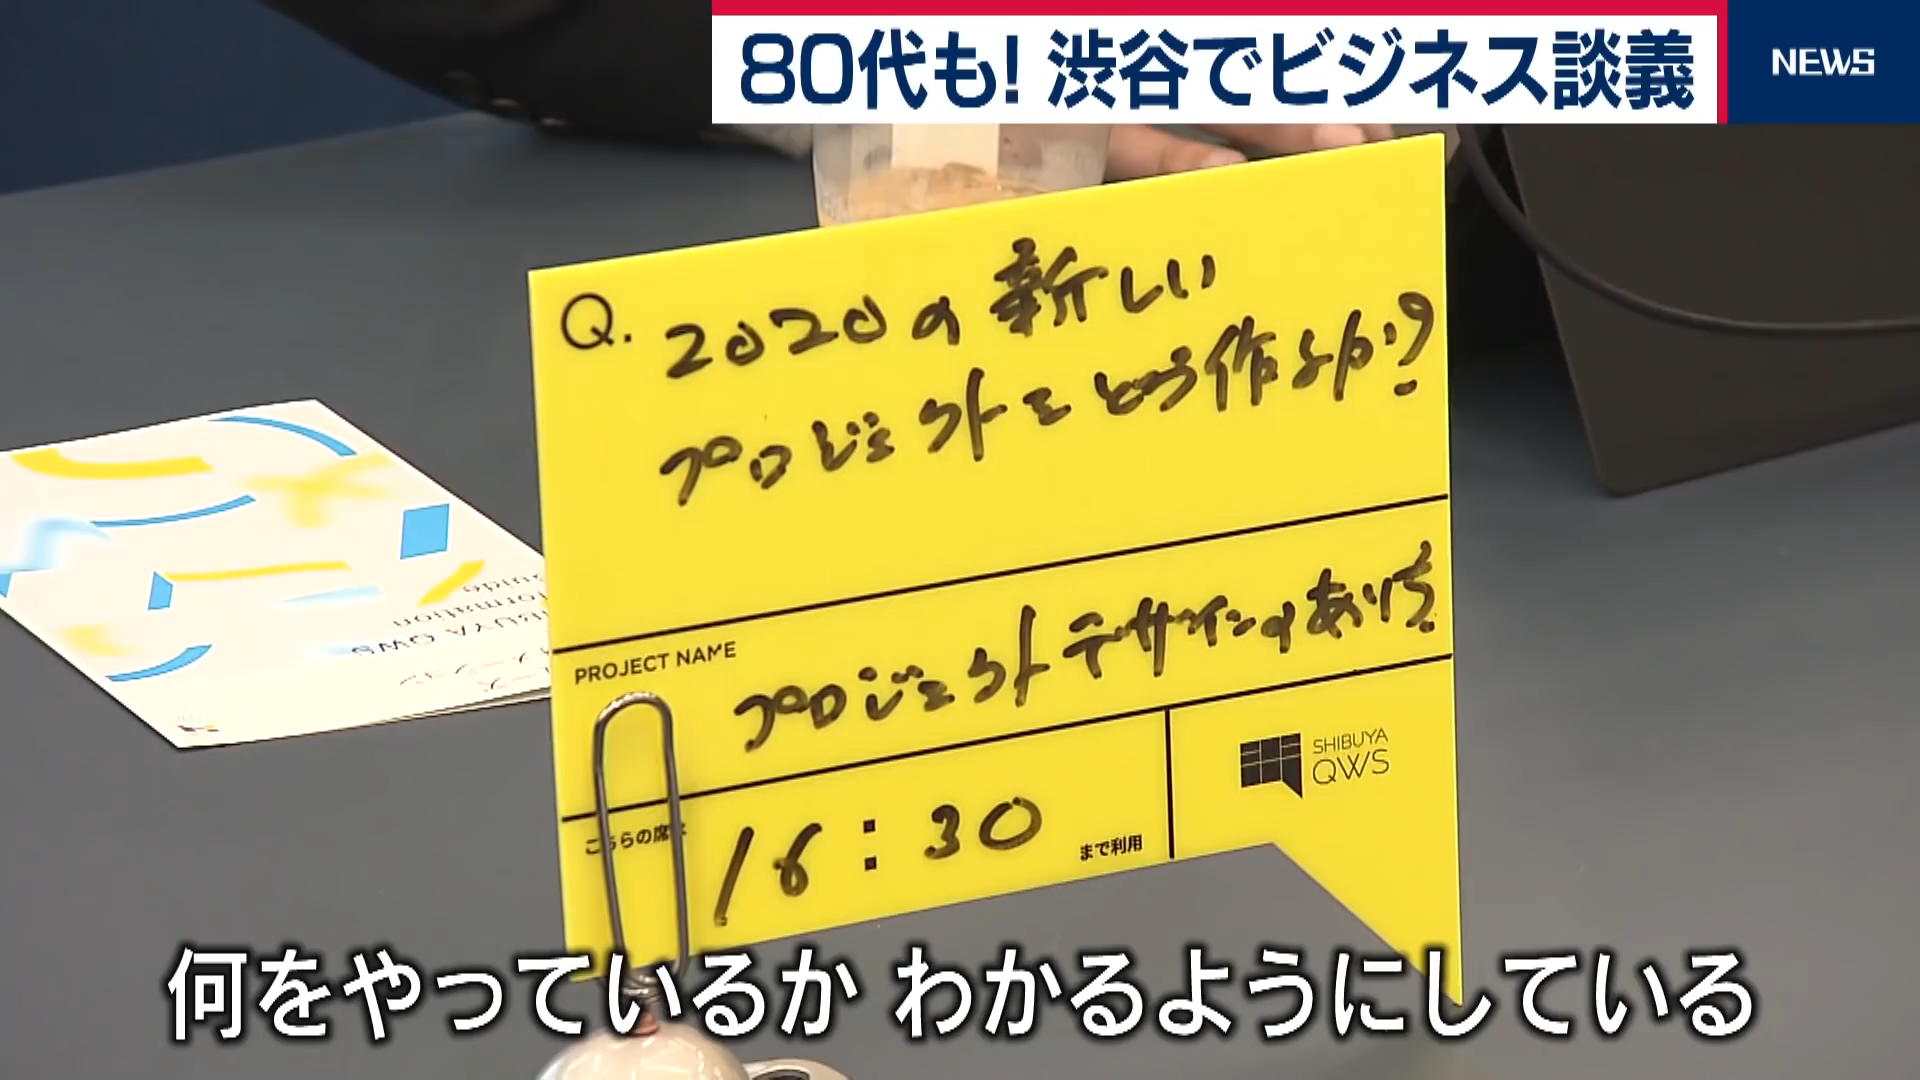 80代も! 渋谷でビジネス談義
NEWS
Q. 2020の新しい
プロジェクトをどう作ろうか?
PROJECT NAME
プロジェクトデザインのありち
こちらの席は
16:30
まで利用
SHIBUYA
QWS
何をやっているか わかるようにしている